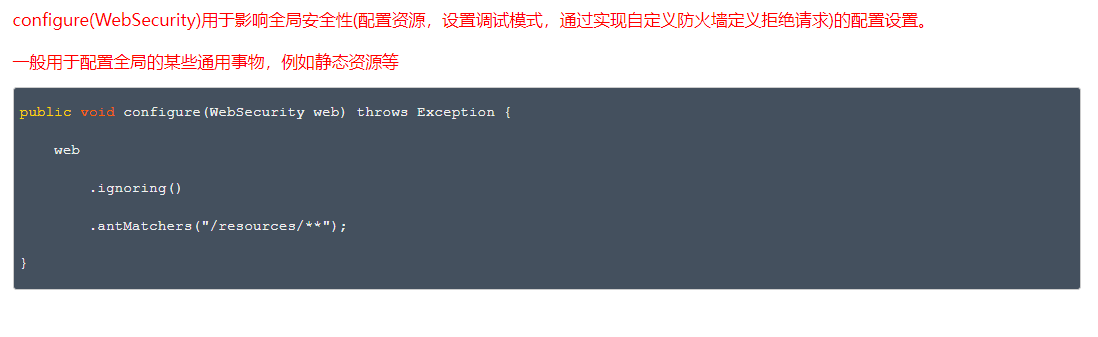 configure(WebSecurity)用于影响全局安全性(配置资源，设置调试模式，通过实现自定义防火墙定义拒绝请求)的配置设置。
一般用于配置全局的某些通用事物，例如静态资源等
public void configure(WebSecurity web) throws Exception {
    web
        .ignoring()
        .antMatchers("/resources/**");
}